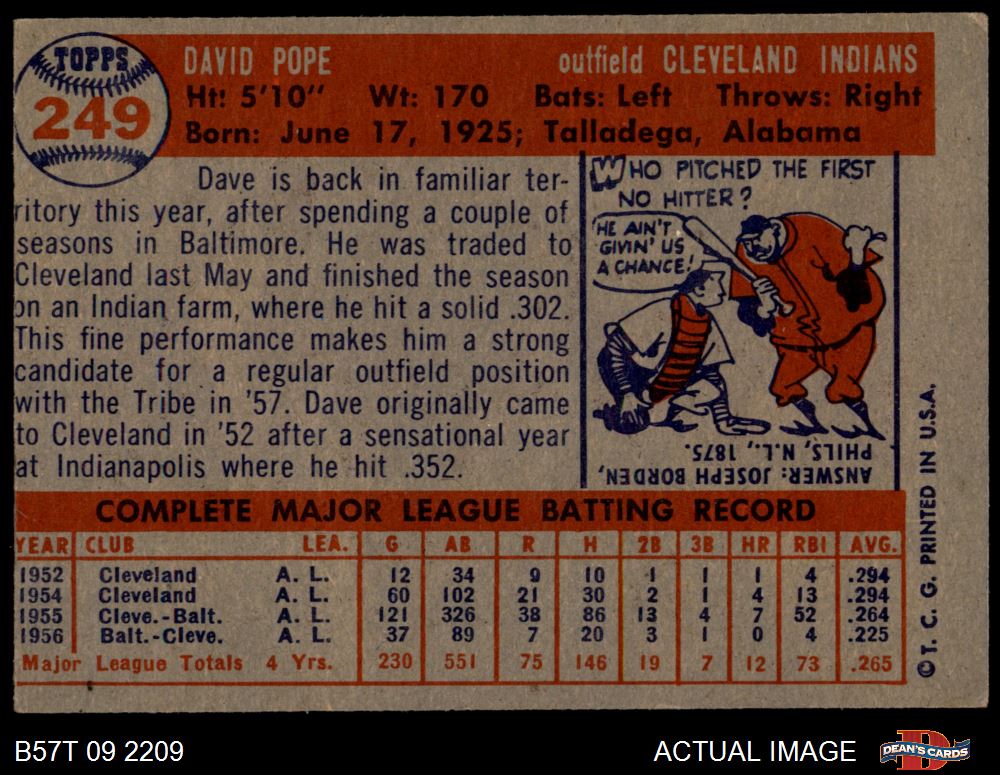 TOPPS
249
DAVID POPE outfield CLEVELAND INDIANS
Ht: 5'10" Wt: 170 Bats: Left Throws: Right
Born: June 17, 1925; Talladega, Alabama
Dave is back in familiar ter-
ritory this year, after spending a couple of
seasons in Baltimore. He was traded to
Cleveland last May and finished the season
on an Indian farm, where he hit a solid .302.
This fine performance makes him a strong
candidate for a regular outfield position
with the Tribe in '57. Dave originally came
to Cleveland in '52 after a sensational year
at Indianapolis where he hit .352.
WHO PITCHED THE FIRST
NO HITTER?
HE AIN'T
GIVIN' US
A CHANCE!
ANSWER: JOSEPH BORDEN,
PHILS, N.L., 1875.
COMPLETE MAJOR LEAGUE BATTING RECORD
YEAR CLUB LEA. G AB R H 2B 3B HR RBI AVG.
1952 Cleveland A. L. 12 34 9 10 1 1 1 4 .294
1954 Cleveland A. L. 60 102 21 30 2 1 4 13 .294
1955 Cleve.-Balt. A. L. 121 326 38 86 13 4 7 52 .264
1956 Balt.-Cleve. A. L. 37 89 7 20 3 1 0 4 .225
Major League Totals 4 Yrs. 230 551 75 146 19 7 12 73 .265
© T. C. G. PRINTED IN U.S.A.
B57T 09 2209 ACTUAL IMAGE
D
DEAN'S CARDS